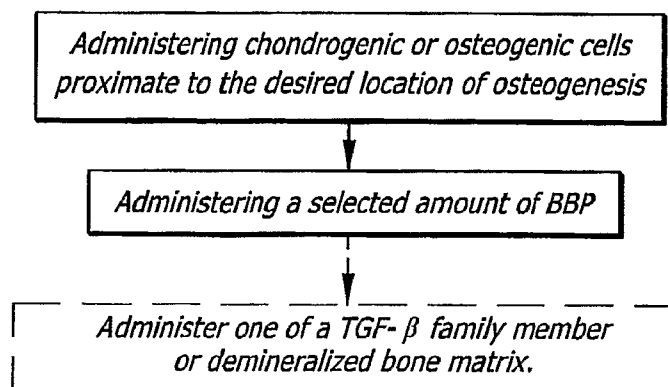 Administering chondrogenic or osteogenic cells
proximate to the desired location of osteogenesis
Administering a selected amount of BBP
Administer one of a TGF- β family member
or demineralized bone matrix.